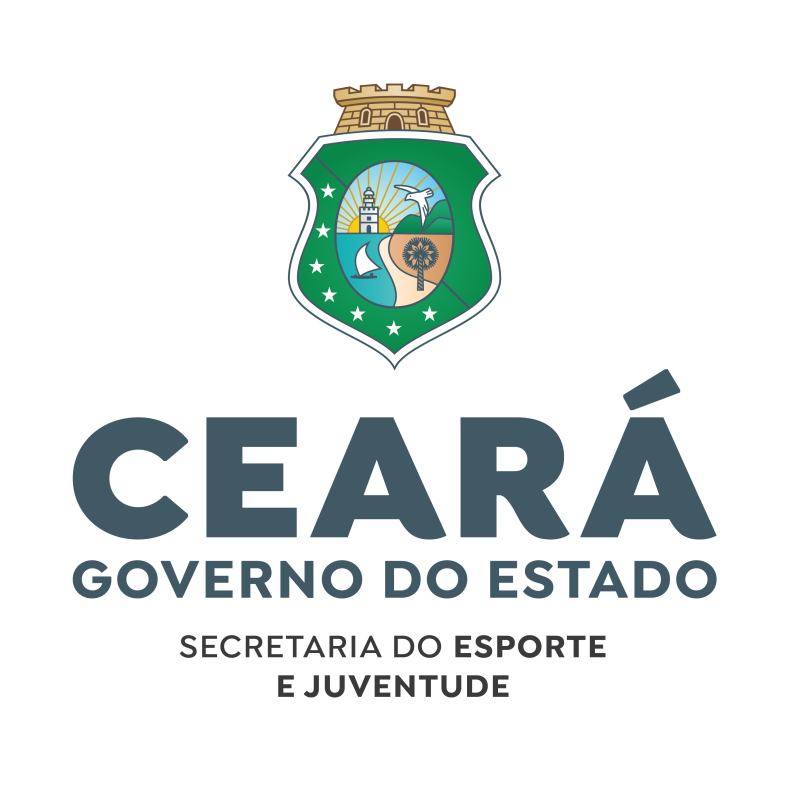 CEARÁ
GOVERNO DO ESTADO
SECRETARIA DO ESPORTE
E JUVENTUDE